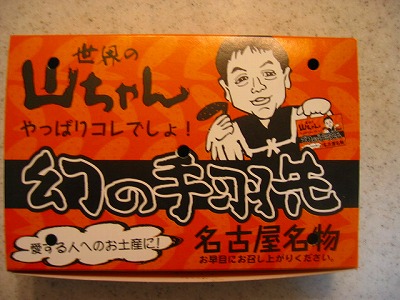 世界の
山ちゃん
やっぱりコレでしょ!
幻の手羽先
愛する人へのお土産に!
名古屋名物
お早目にお召し上がりください。